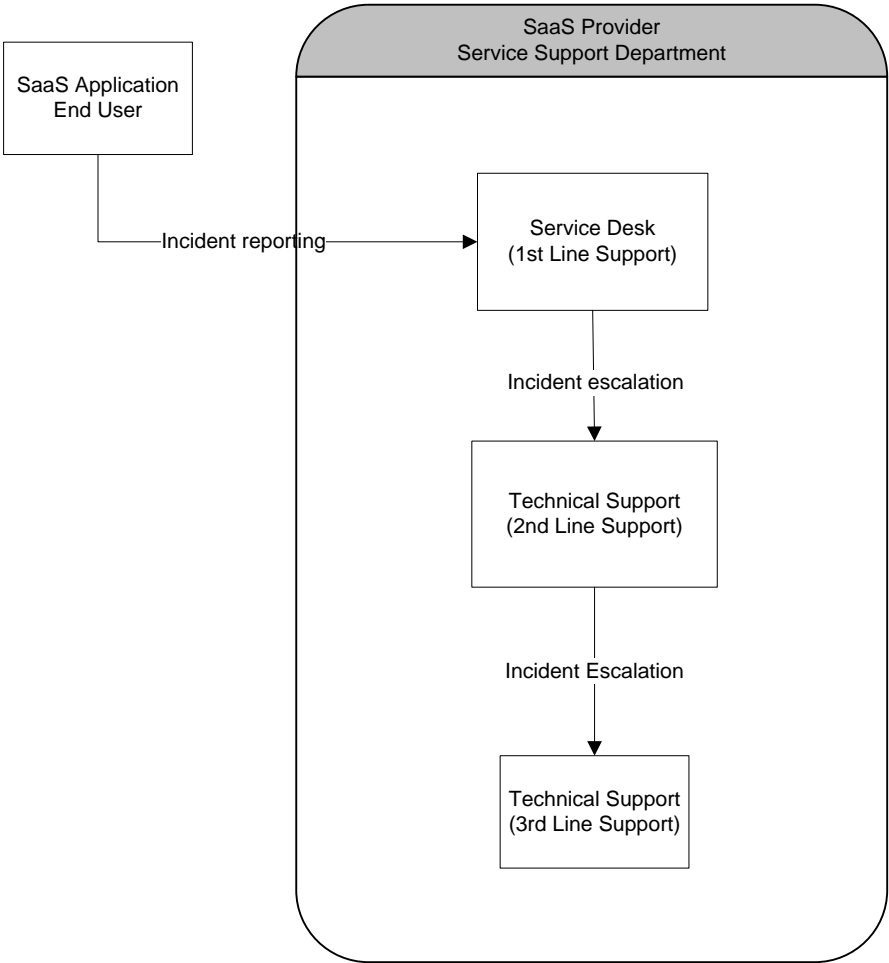 SaaS Provider
Service Support Department
SaaS Application
End User
Incident reporting
Service Desk
(1st Line Support)
Incident escalation
Technical Support
(2nd Line Support)
Incident Escalation
Technical Support
(3rd Line Support)